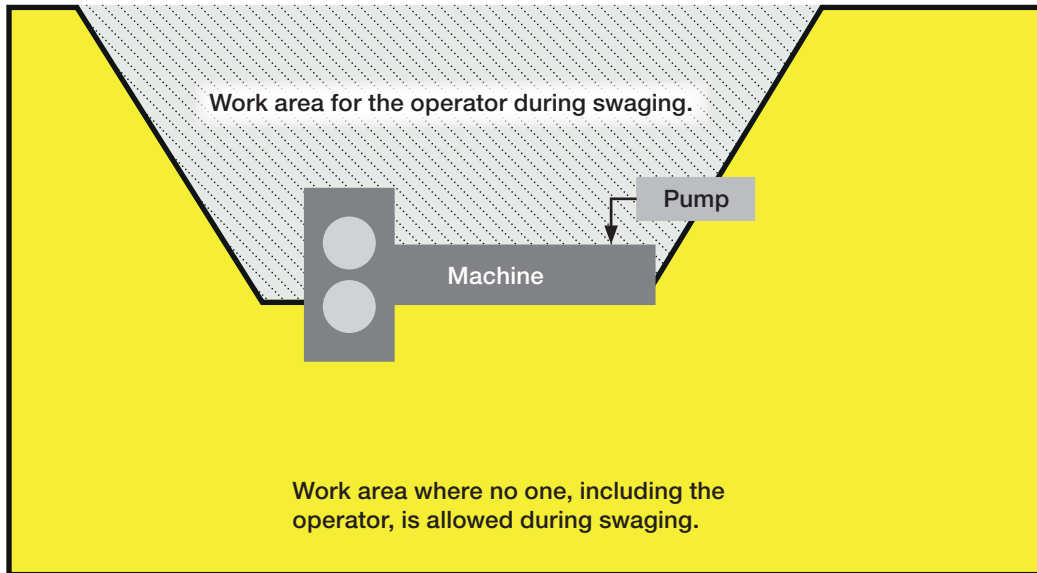 Work area for the operator during swaging.
Pump
Machine
Work area where no one, including the
operator, is allowed during swaging.